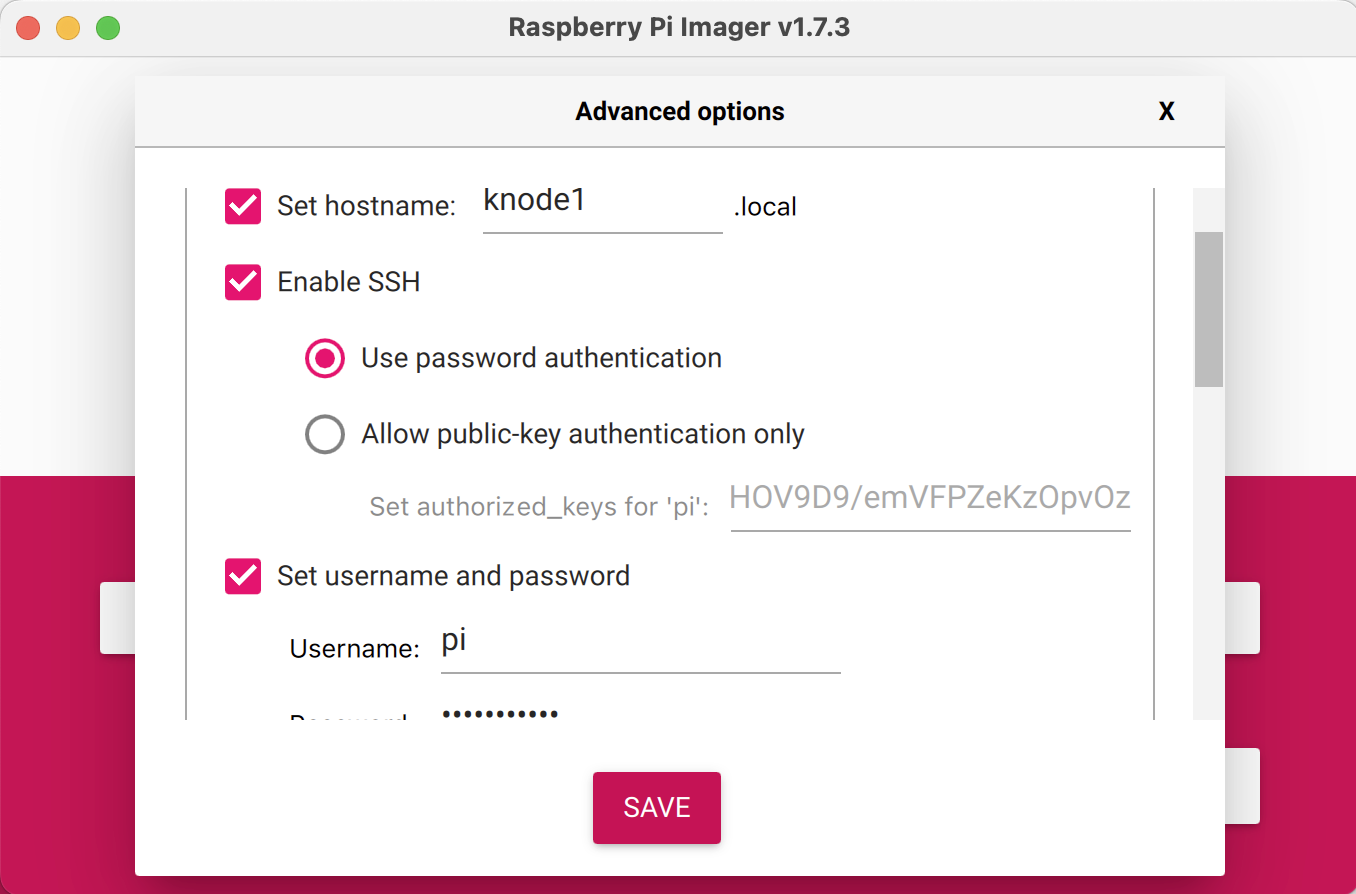 Raspberry Pi Imager v1.7.3
Advanced options X
Set hostname: knode1 .local
Enable SSH
Use password authentication
Allow public-key authentication only
Set authorized_keys for 'pi': HOV9D9/emVFPZeKzOpvOz
Set username and password
Username: pi
•••••••••••
SAVE